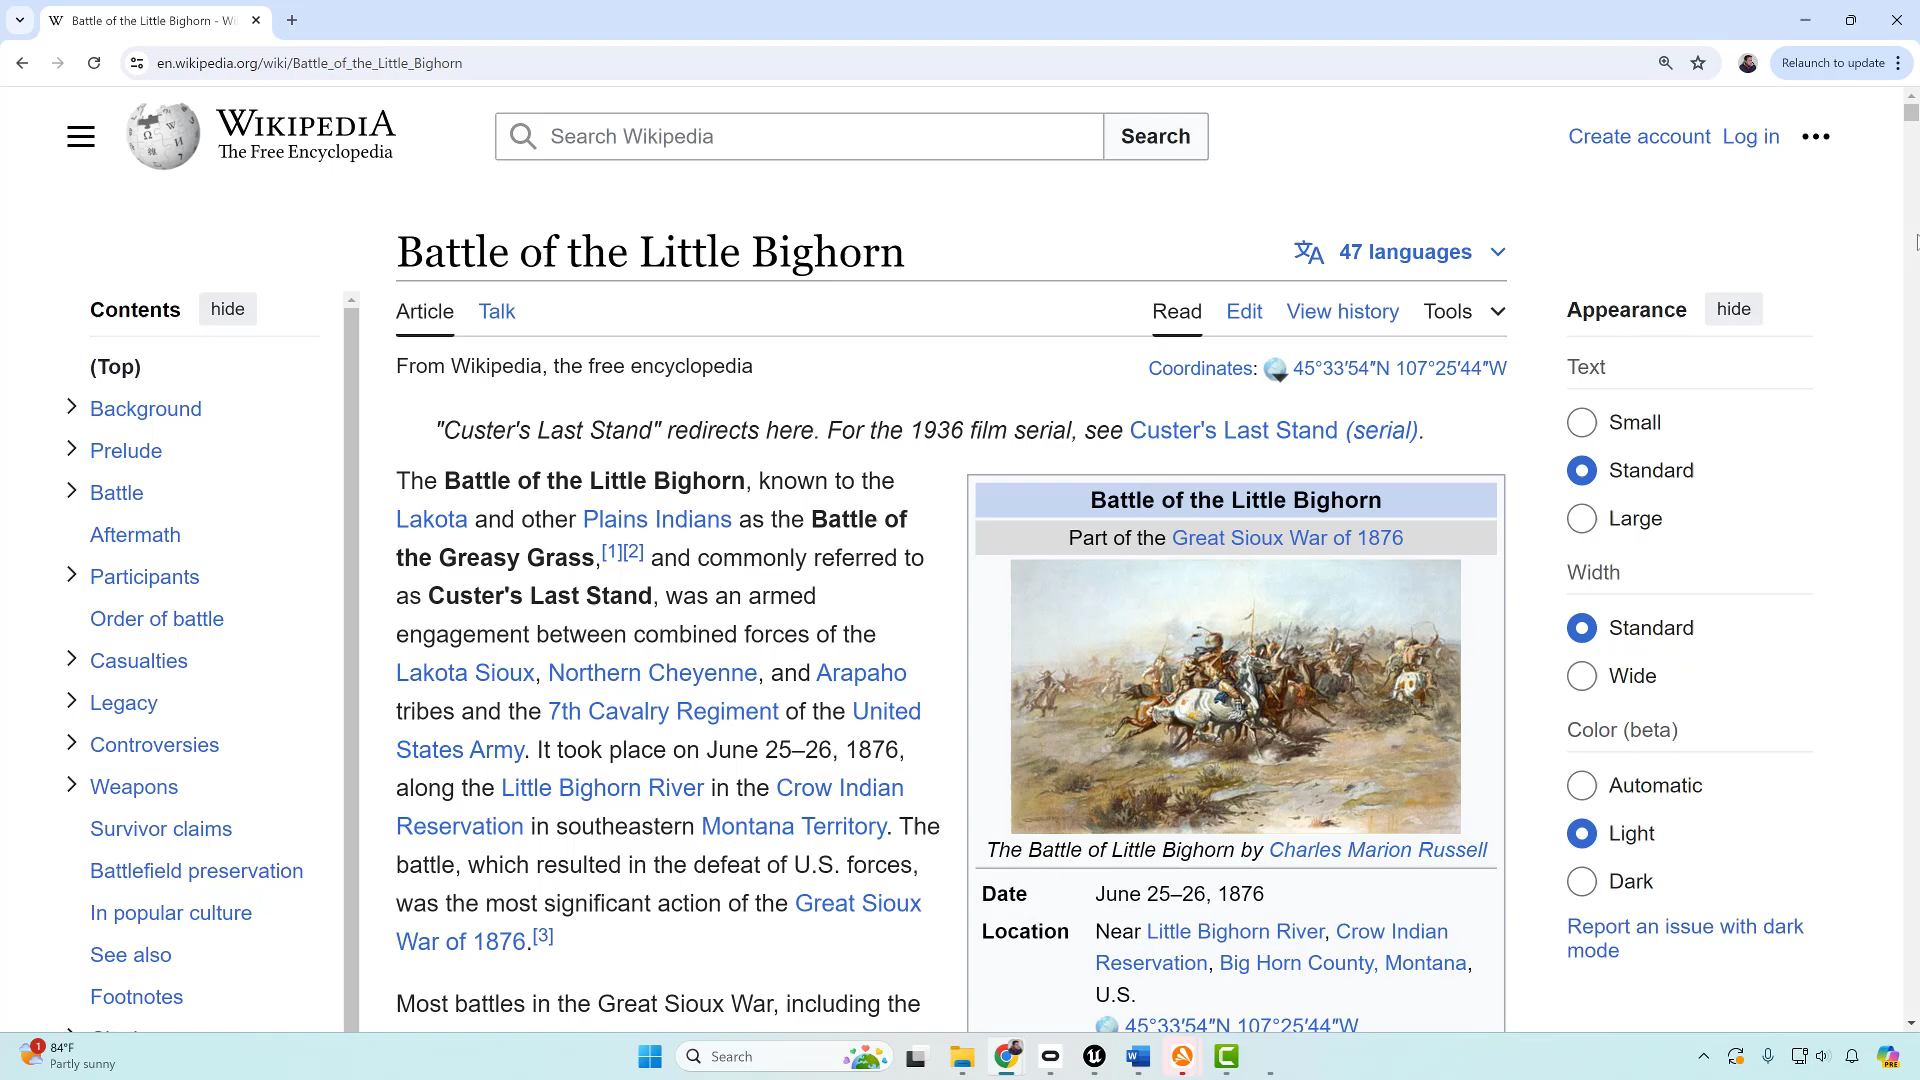 Battle of the Little Bighorn - Wi
en.wikipedia.org/wiki/Battle_of_the_Little_Bighorn
Relaunch to update
WIKIPEDIA
The Free Encyclopedia
Search Wikipedia
Search
Create account
Log in
Battle of the Little Bighorn
47 languages
Article
Talk
Read
Edit
View history
Tools
From Wikipedia, the free encyclopedia
Coordinates: 45°33′54″N 107°25′44″W
Contents
hide
(Top)
Background
Prelude
Battle
Aftermath
Participants
Order of battle
Casualties
Legacy
Controversies
Weapons
Survivor claims
Battlefield preservation
In popular culture
See also
Footnotes
"Custer's Last Stand" redirects here. For the 1936 film serial, see Custer's Last Stand (serial).
The Battle of the Little Bighorn, known to the
Lakota and other Plains Indians as the Battle of
the Greasy Grass,[1][2] and commonly referred to
as Custer's Last Stand, was an armed
engagement between combined forces of the
Lakota Sioux, Northern Cheyenne, and Arapaho
tribes and the 7th Cavalry Regiment of the United
States Army. It took place on June 25–26, 1876,
along the Little Bighorn River in the Crow Indian
Reservation in southeastern Montana Territory. The
battle, which resulted in the defeat of U.S. forces,
was the most significant action of the Great Sioux
War of 1876.[3]
Most battles in the Great Sioux War, including the
Battle of the Little Bighorn
Part of the Great Sioux War of 1876
The Battle of Little Bighorn by Charles Marion Russell
Date June 25–26, 1876
Location Near Little Bighorn River, Crow Indian
Reservation, Big Horn County, Montana,
U.S.
45°33′54″N 107°25′44″W
Appearance
hide
Text
Small
Standard
Large
Width
Standard
Wide
Color (beta)
Automatic
Light
Dark
Report an issue with dark
mode
1
84°F
Partly sunny
Search
PRE